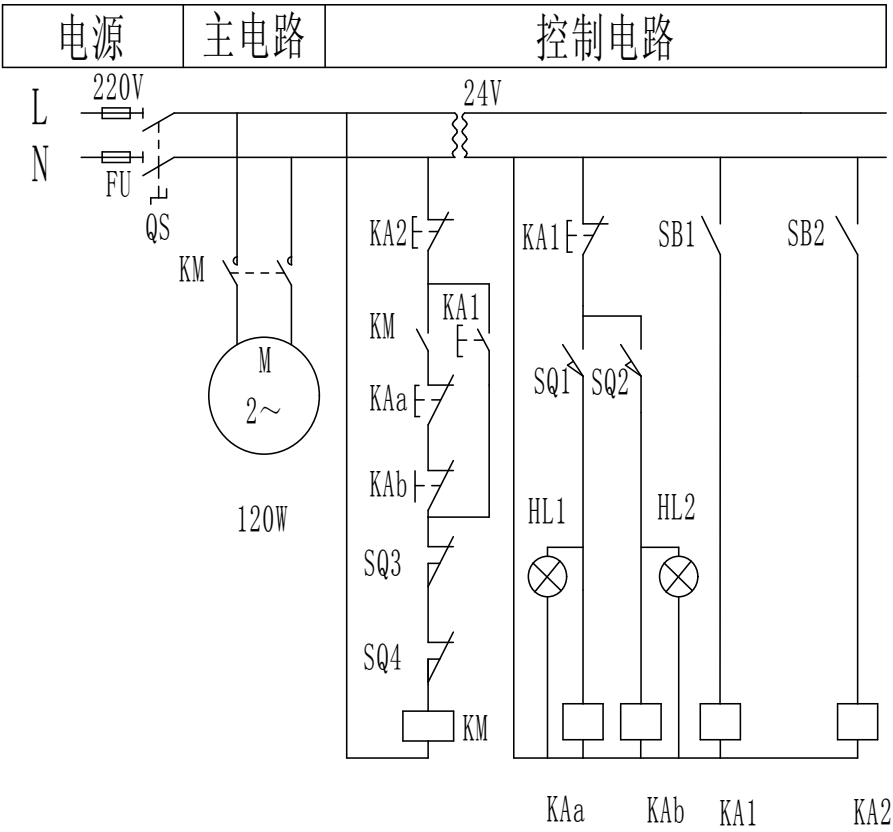 电源 主电路 控制电路
220V 24V
L
N
FU
QS
KA2 KA1 SB1 SB2
KM
KA1
KM
M
SQ1 SQ2
KAa
2～
KAb
HL1 HL2
120W
SQ3
SQ4
KM
KAa KAb KA1 KA2